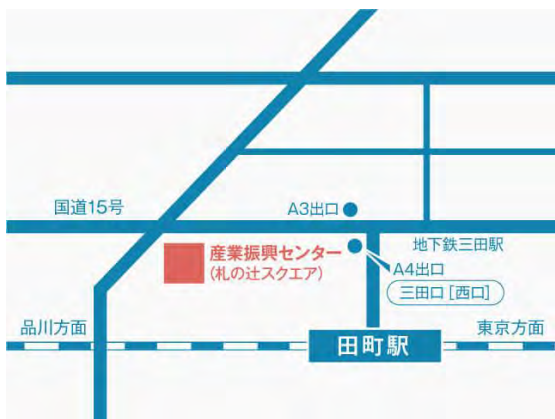 国道15号
A3出口
産業振興センター
(札の辻スクエア)
地下鉄三田駅
A4出口
三田口[西口]
品川方面
田町駅
東京方面